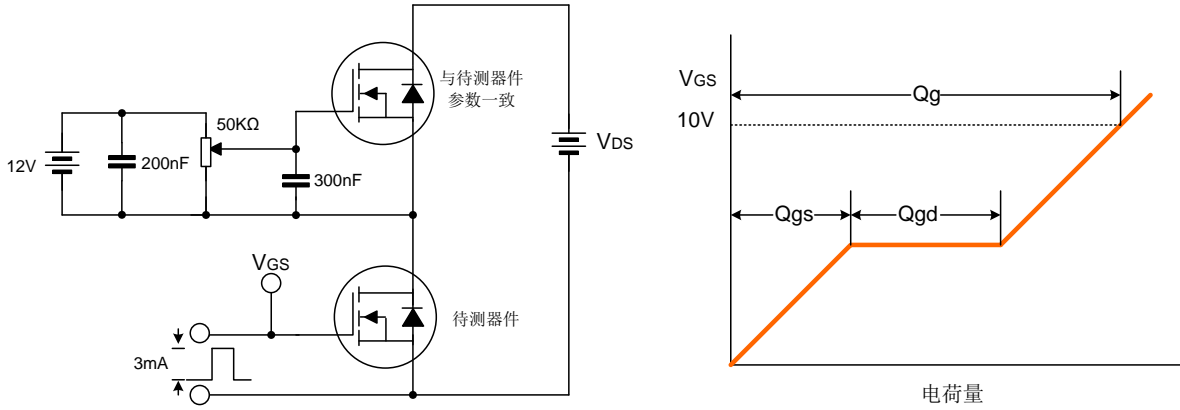 12V
200nF
50KΩ
300nF
与待测器件
参数一致
VDS
VGS
3mA
待测器件
VGS
10V
Qg
Qgs
Qgd
电荷量